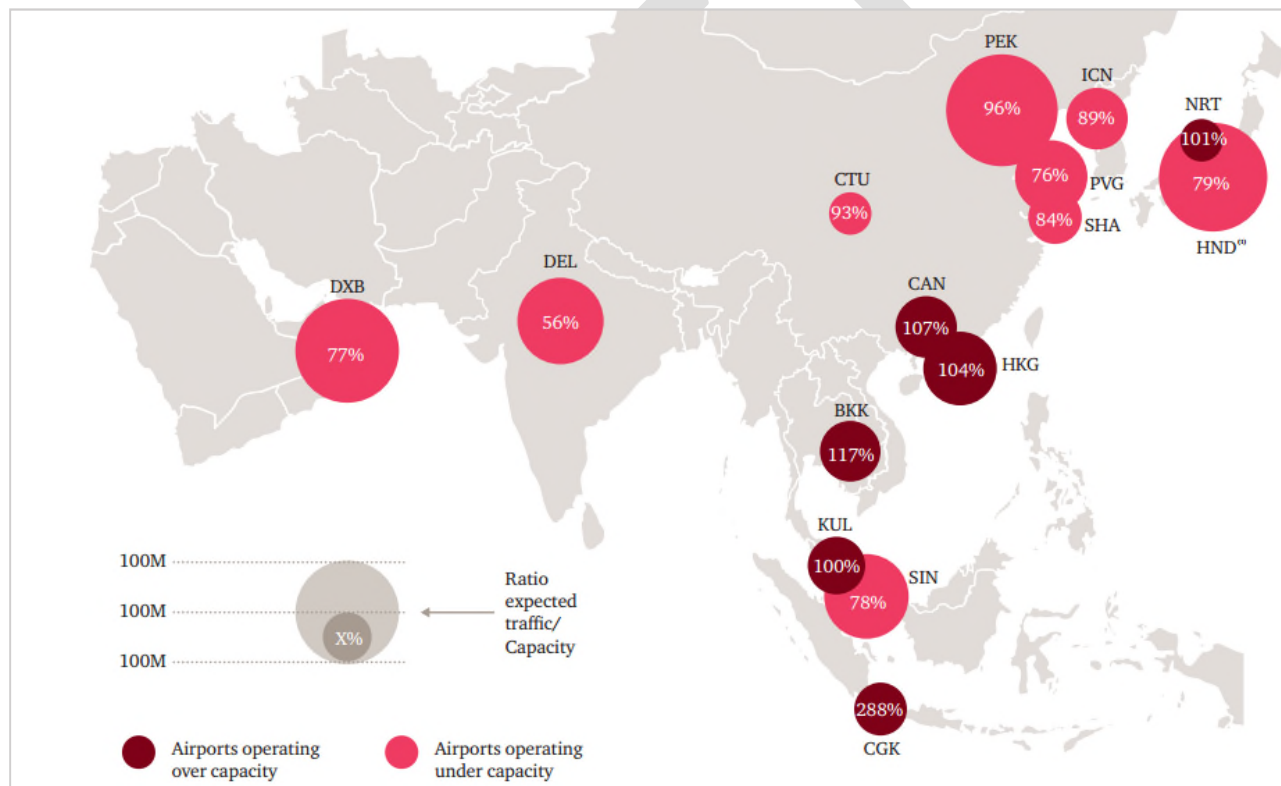 PEK
96%
ICN
89%
NRT
101%
79%
HND⁽¹⁾
76%
PVG
84%
SHA
CTU
93%
DEL
56%
DXB
77%
CAN
107%
104%
HKG
BKK
117%
KUL
100%
SIN
78%
288%
CGK
100M
100M
100M
X%
Ratio
expected
traffic/
Capacity
Airports operating
over capacity
Airports operating
under capacity